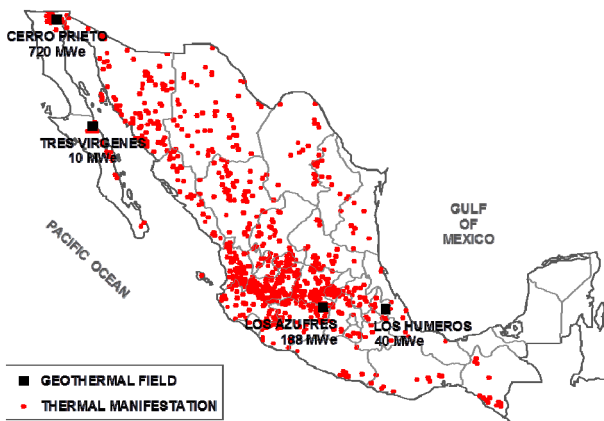 CERRO PRIETO
720 MWe
TRES VIRGENES
10 MWe
PACIFIC OCEAN
GULF
OF
MEXICO
LOS AZUFRES
188 MWe
LOS HUMEROS
40 MWe
GEOTHERMAL FIELD
THERMAL MANIFESTATION